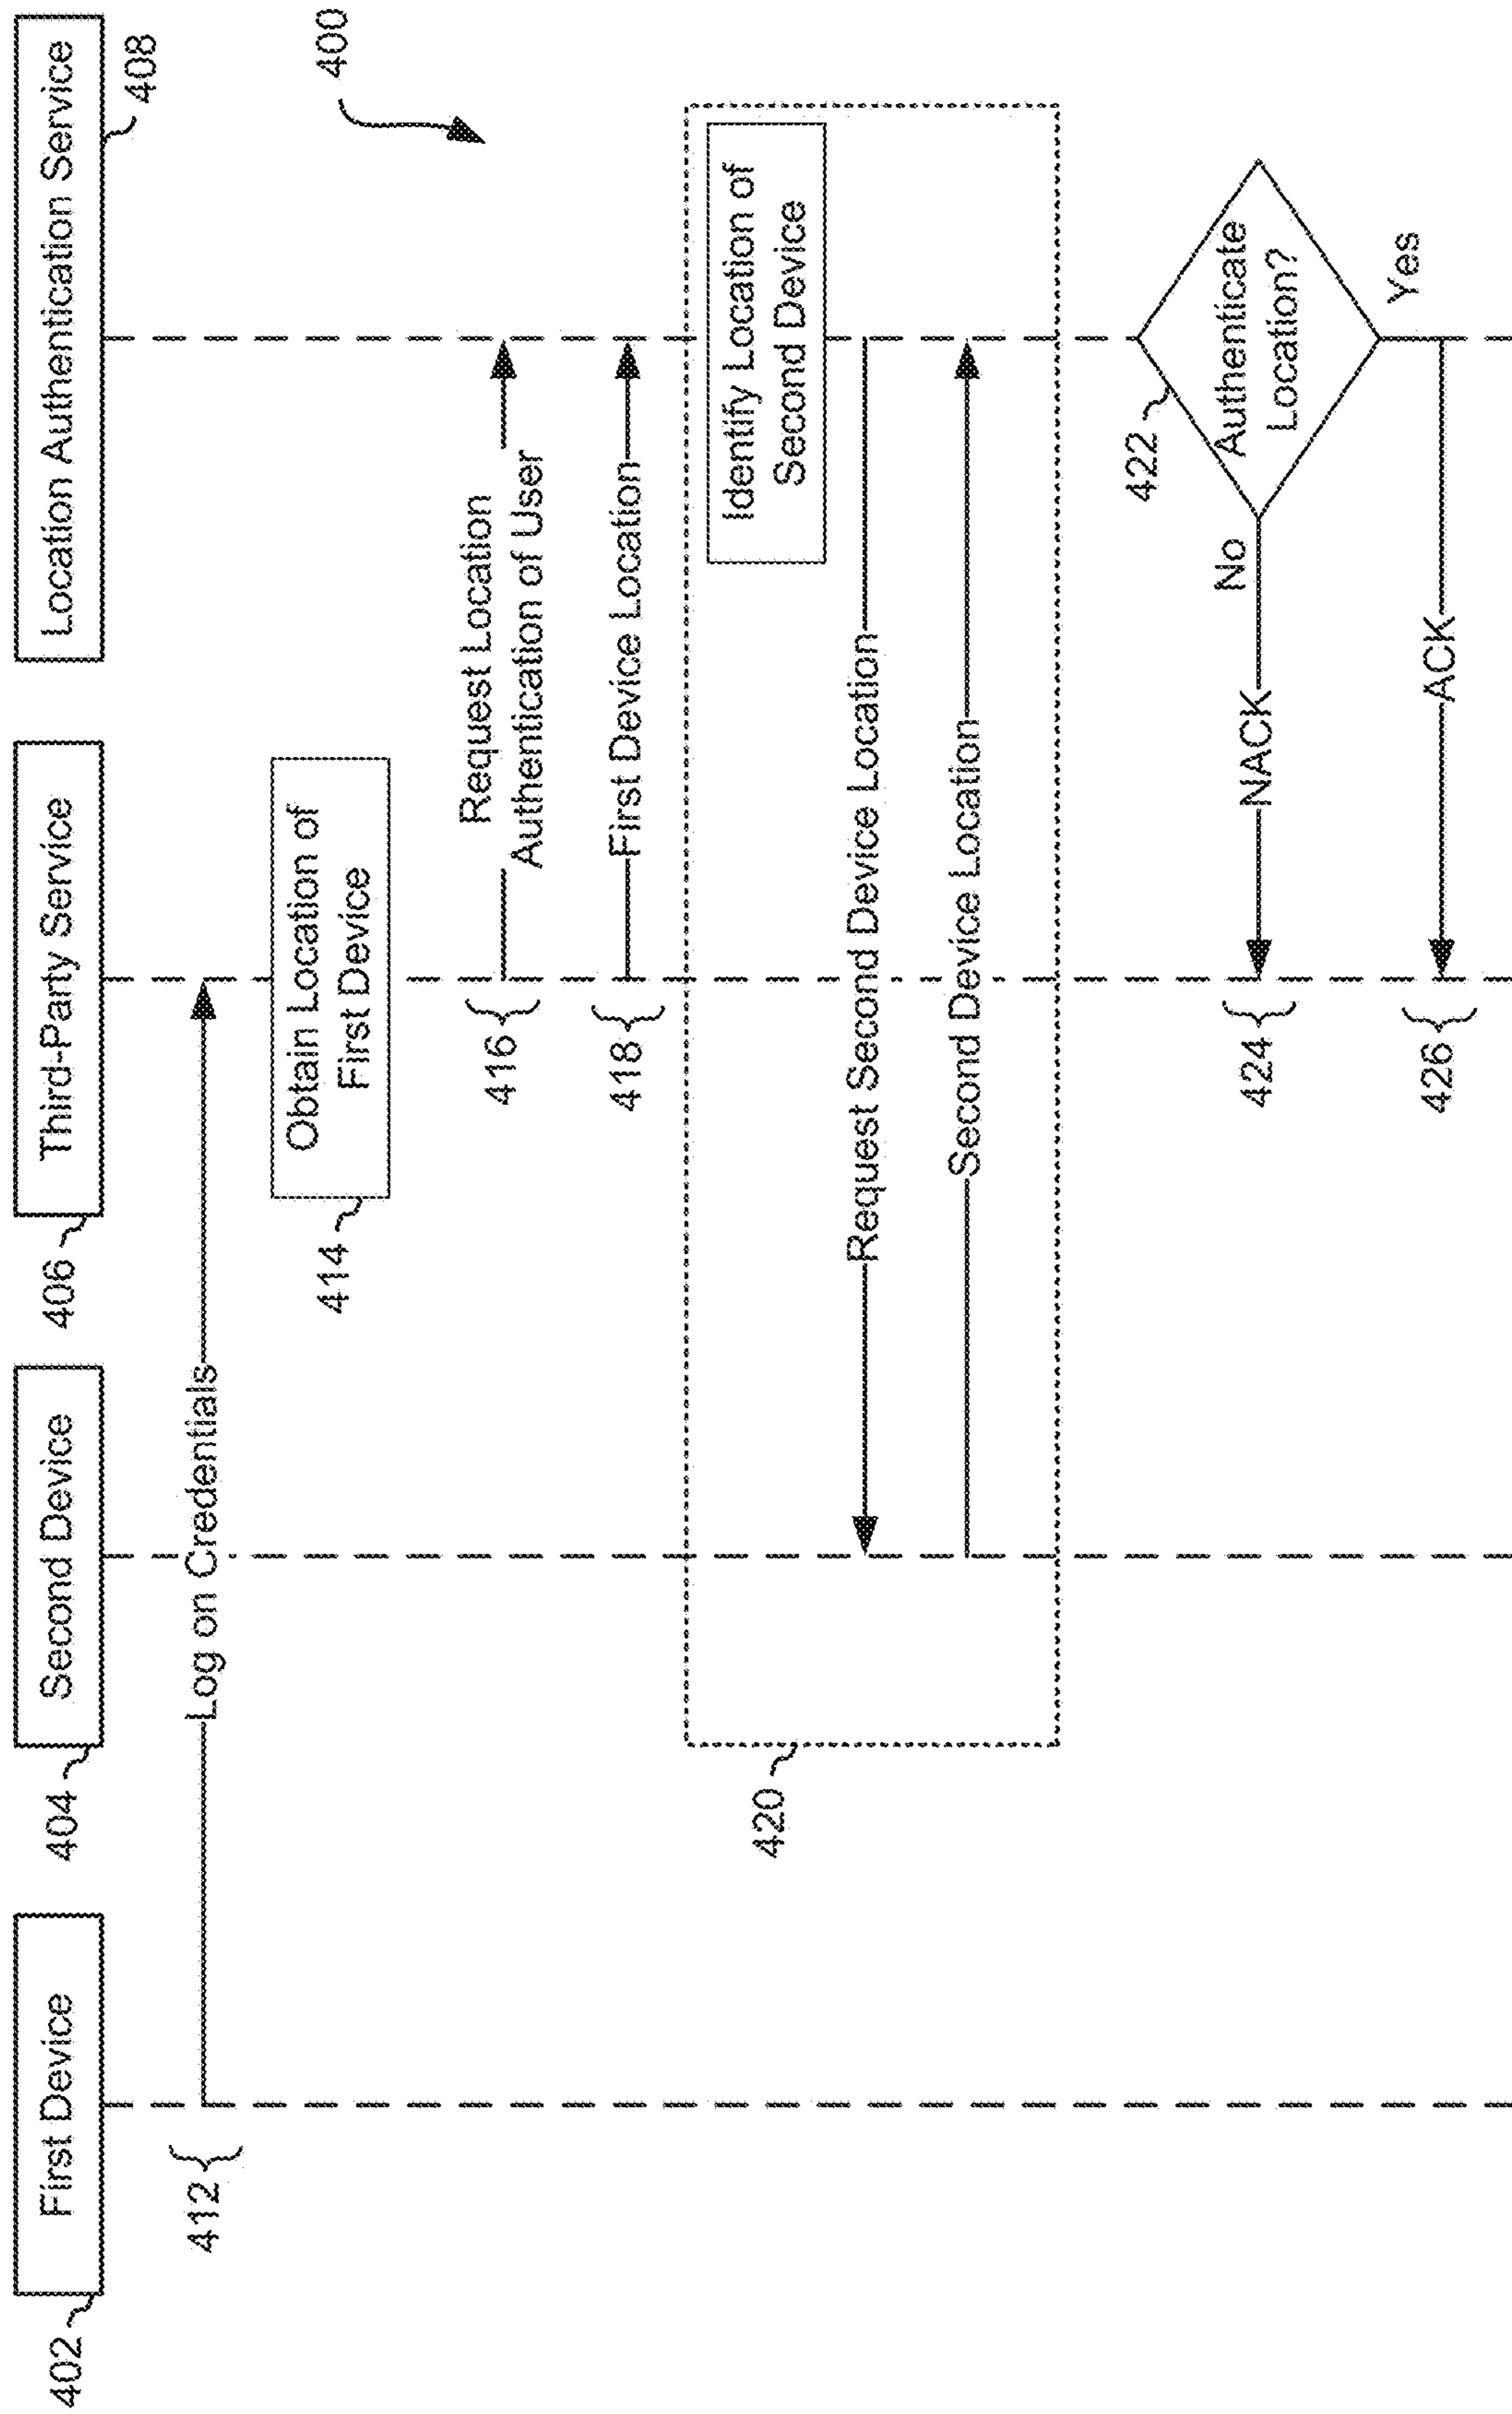 First Device
Second Device
Third-Party Service
Location Authentication Service
402
404
406
408
412
Log on Credentials
400
414
Obtain Location of
First Device
416
Request Location
Authentication of User
418
First Device Location
420
Identify Location of
Second Device
Request Second Device Location
Second Device Location
422
Authenticate
Location?
No
NACK
424
Yes
ACK
426